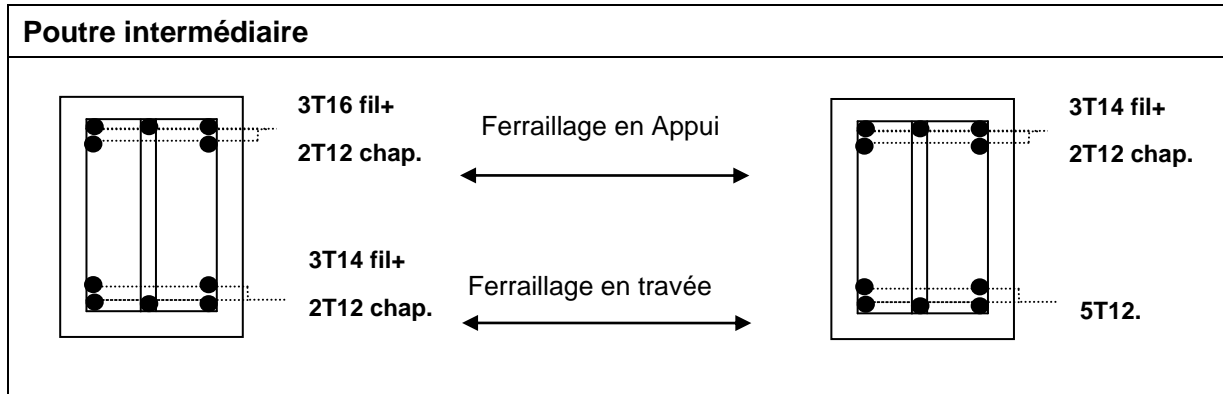 Poutre intermédiaire
3T16 fil+
2T12 chap.
Ferraillage en Appui
3T14 fil+
2T12 chap.
3T14 fil+
2T12 chap.
Ferraillage en travée
5T12.